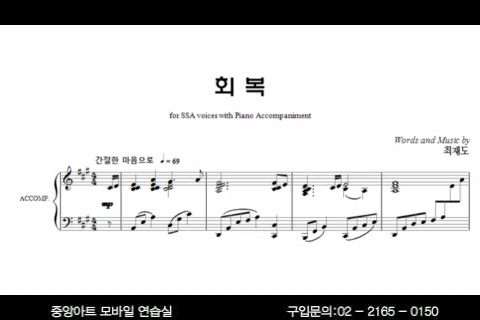 회 복
for SSA voices with Piano Accompaniment
Words and Music by
최재도
간절한 마음으로 ♩= 69
ACCOMP.
mp
중앙아트 모바일 연습실 구입문의:02 - 2165 - 0150